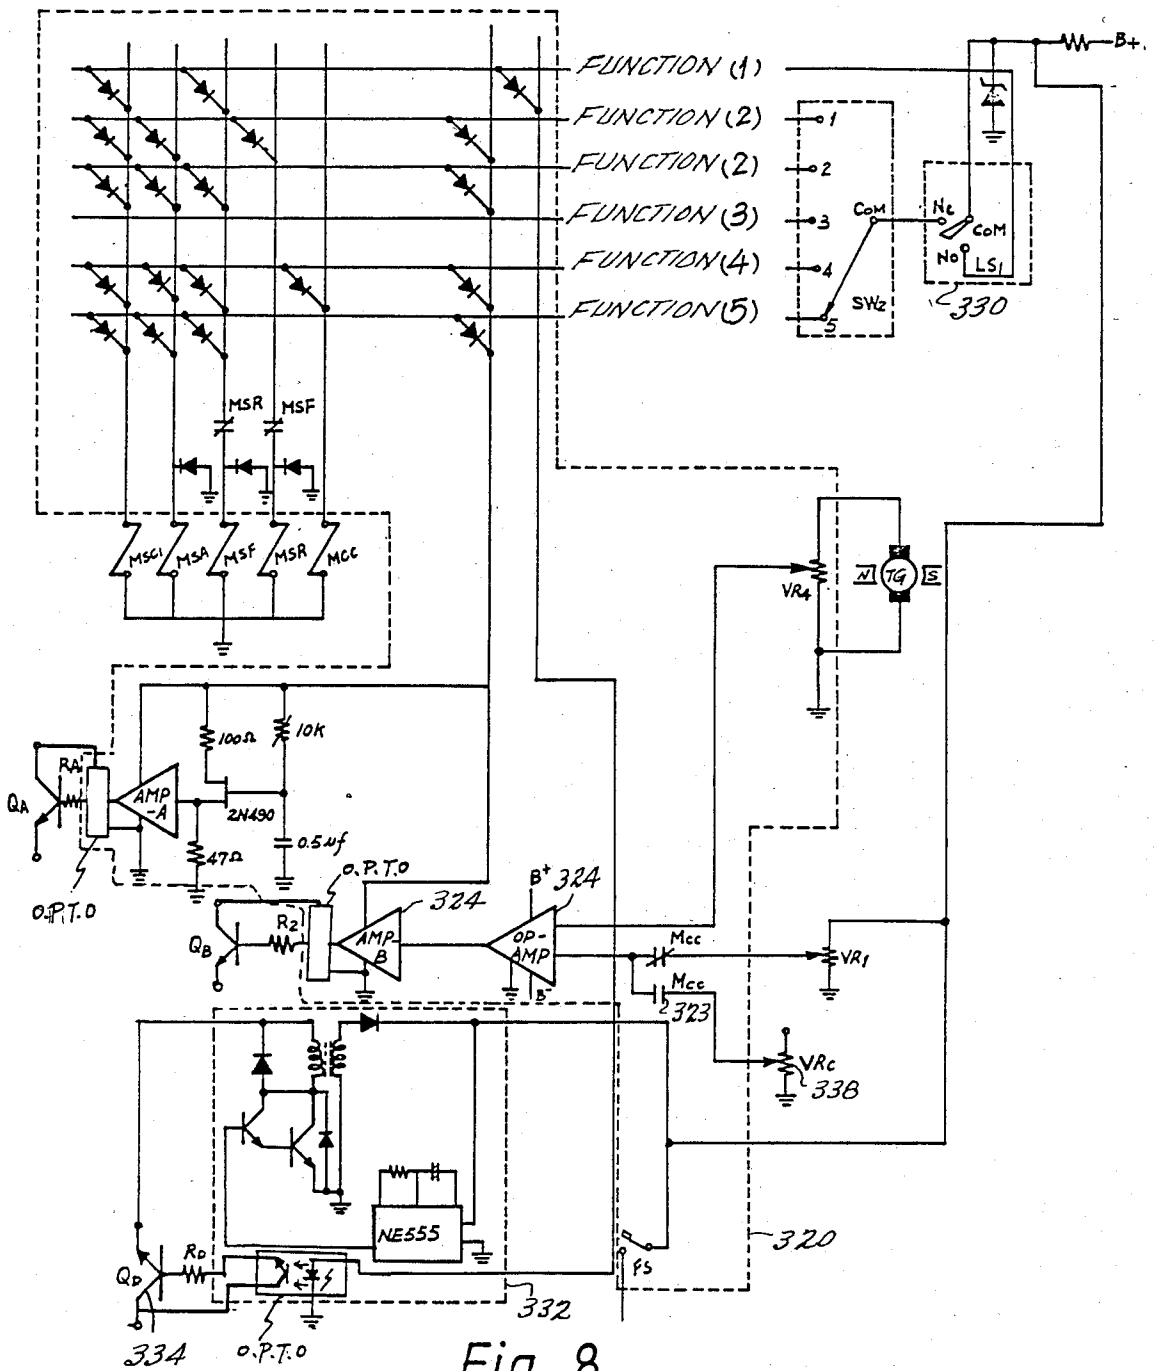 FUNCTION (1)
B+
FUNCTION (2)
1
FUNCTION (2)
2
FUNCTION (3)
3
COM
NC
COM
FUNCTION (4)
4
NO
LS1
FUNCTION (5)
5
SW2
330
MSR
MSF
MSC1
MSA
MSF
MSR
MCC
VR4
N
TG
S
100Ω
10K
RA
QA
AMP
-A
2N490
47Ω
0.5 µf
O.P.T.O
O.P.T.O
324
B+
324
R2
QB
AMP-
B
OP-
AMP
B-
MCC
VR1
MCC
323
VRC
338
NE555
320
FS
RD
QD
332
334
O.P.T.O
Fig 8